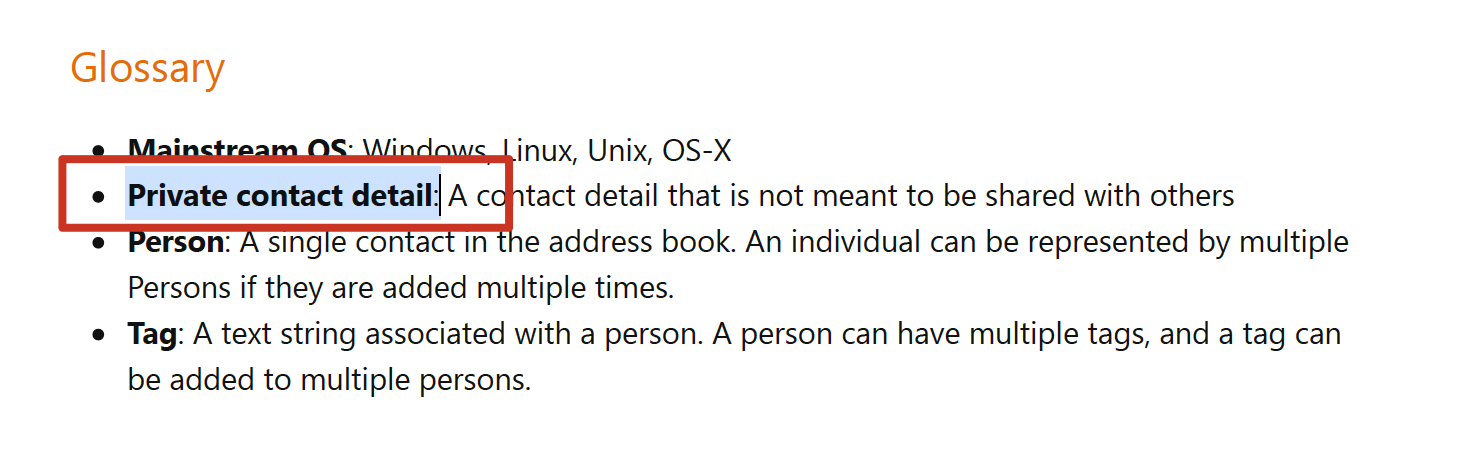 Glossary
• Mainstream OS: Windows, Linux, Unix, OS-X
• Private contact detail: A contact detail that is not meant to be shared with others
• Person: A single contact in the address book. An individual can be represented by multiple
Persons if they are added multiple times.
• Tag: A text string associated with a person. A person can have multiple tags, and a tag can
be added to multiple persons.